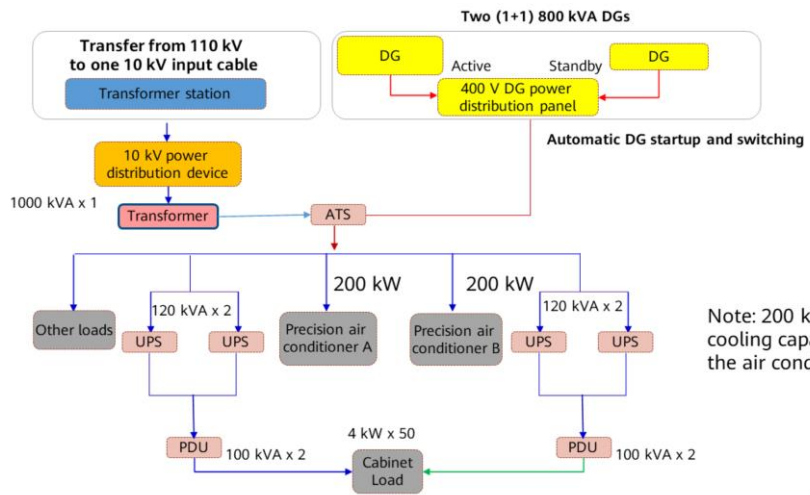 Two (1+1) 800 kVA DGs
Transfer from 110 kV
to one 10 kV input cable
Transformer station
DG
Active
Standby
DG
400 V DG power
distribution panel
Automatic DG startup and switching
10 kV power
distribution device
1000 kVA x 1
Transformer
ATS
200 kW
200 kW
Other loads
120 kVA x 2
UPS
UPS
Precision air
conditioner A
Precision air
conditioner B
120 kVA x 2
UPS
UPS
Note: 200 k
cooling capa
the air cond
PDU
100 kVA x 2
4 kW x 50
Cabinet
Load
PDU
100 kVA x 2